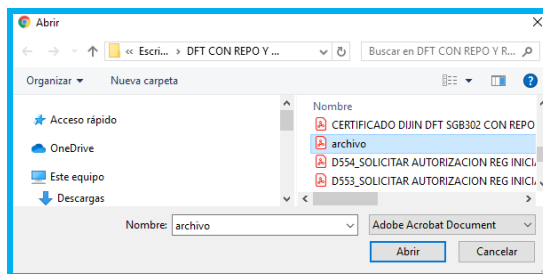 Abrir
« Escri... > DFT CON REPO Y ...
Buscar en DFT CON REPO Y R...
Organizar
Nueva carpeta
Nombre
Acceso rápido
OneDrive
Este equipo
Descargas
CERTIFICADO DIJIN DFT SGB302 CON REPO
archivo
D554_SOLICITAR AUTORIZACION REG INICI
D553_SOLICITAR AUTORIZACION REG INICI
Nombre: archivo
Adobe Acrobat Document
Abrir
Cancelar